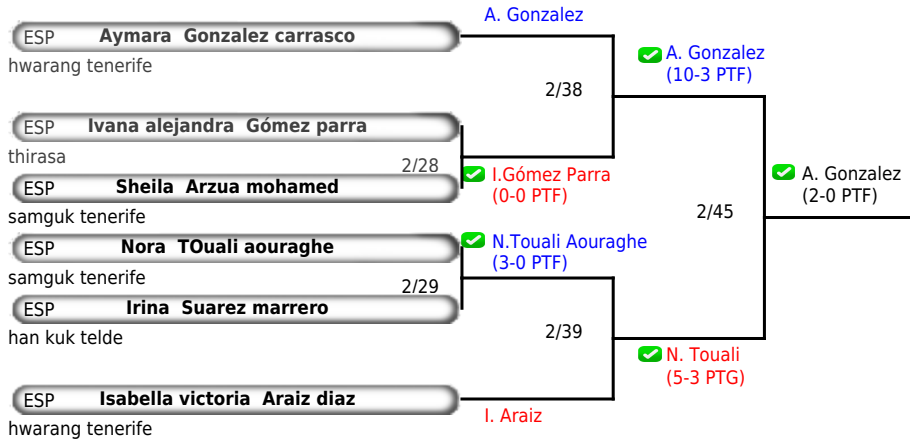 A. Gonzalez
ESP Aymara Gonzalez carrasco
hwarang tenerife
A. Gonzalez
(10-3 PTF)
2/38
ESP Ivana alejandra Gómez parra
thirasa
2/28
I.Gómez Parra
(0-0 PTF)
ESP Sheila Arzua mohamed
samguk tenerife
A. Gonzalez
(2-0 PTF)
2/45
ESP Nora TOuali aouraghe
samguk tenerife
N.Touali Aouraghe
(3-0 PTF)
2/29
ESP Irina Suarez marrero
han kuk telde
2/39
N. Touali
(5-3 PTG)
ESP Isabella victoria Araiz diaz
hwarang tenerife
I. Araiz